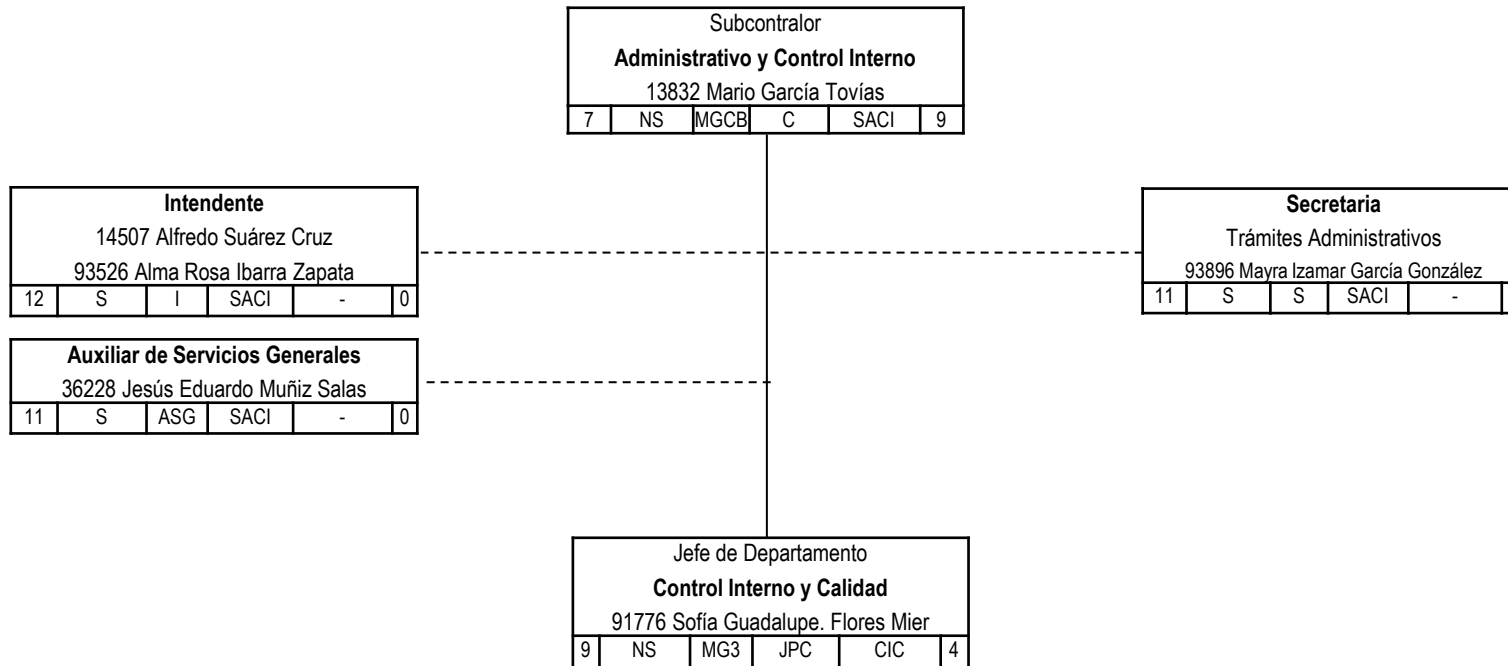 Subcontralor
Administrativo y Control Interno
13832 Mario García Tovías
7 NS MGCB C SACI 9
Intendente
14507 Alfredo Suárez Cruz
93526 Alma Rosa Ibarra Zapata
12 S I SACI - 0
Secretaria
Trámites Administrativos
93896 Mayra Izamar García González
11 S S SACI -
Auxiliar de Servicios Generales
36228 Jesús Eduardo Muñiz Salas
11 S ASG SACI - 0
Jefe de Departamento
Control Interno y Calidad
91776 Sofía Guadalupe. Flores Mier
9 NS MG3 JPC CIC 4